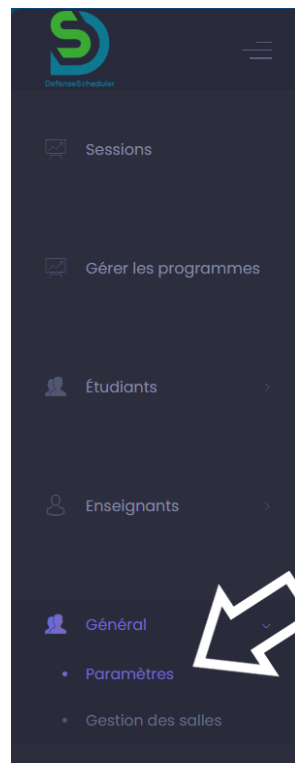 DefenseScheduler
Sessions
Gérer les programmes
Étudiants
Enseignants
Général
Paramètres
Gestion des salles